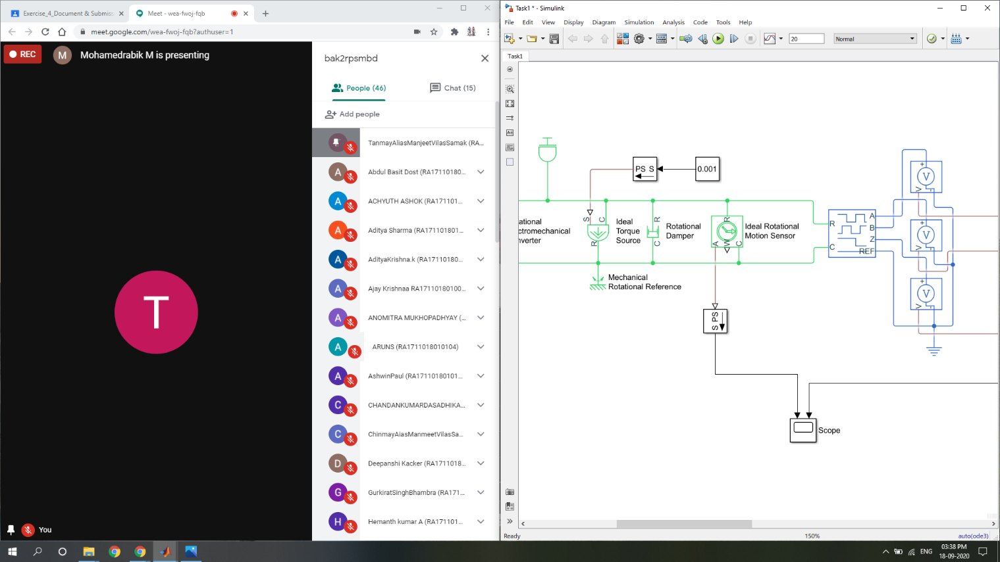 Exercise_4_Document & Submiss
Meet - wea-fwoj-fqb
meet.google.com/wea-fwoj-fqb?authuser=1
REC
M
Mohamedrabik M is presenting
T
You
bak2rpsmbd
People (46)
Chat (15)
Add people
TanmayAliasManjeetVilasSamak (RA...
A
Abdul Basit Dost (RA17110180...
A
ACHYUTH ASHOK (RA171101...
A
Aditya Sharma (RA171101801...
A
AdityaKrishna.k (RA17110180...
A
Ajay Krishnaa RA17110180100...
A
ANOMITRA MUKHOPADHYAY (...
A
ARUNS (RA1711018010104)
A
AshwinPaul (RA17110180101...
C
CHANDANKUMARDASADHIKA...
C
ChinmayAiasManmeetVilasSa...
D
Deepanshi Kacker (RA1711018...
G
GurkiratSinghBhambra (RA171...
H
Hemanth kumar A (RA171101...
Task1 * - Simulink
File Edit View Display Diagram Simulation Analysis Code Tools Help
20
Normal
Task1
PS S
0.001
ational
ctromechanical
nverter
S
C
R
Ideal
Torque
Source
R
C
Rotational
Damper
R
A
W
C
Ideal Rotational
Motion Sensor
Mechanical
Rotational Reference
S PS
R
C
A
B
Z
REF
+
V
-
V
+
V
-
V
+
V
-
V
Scope
Ready
150%
auto(ode3)
ENG
03:38 PM
18-09-2020